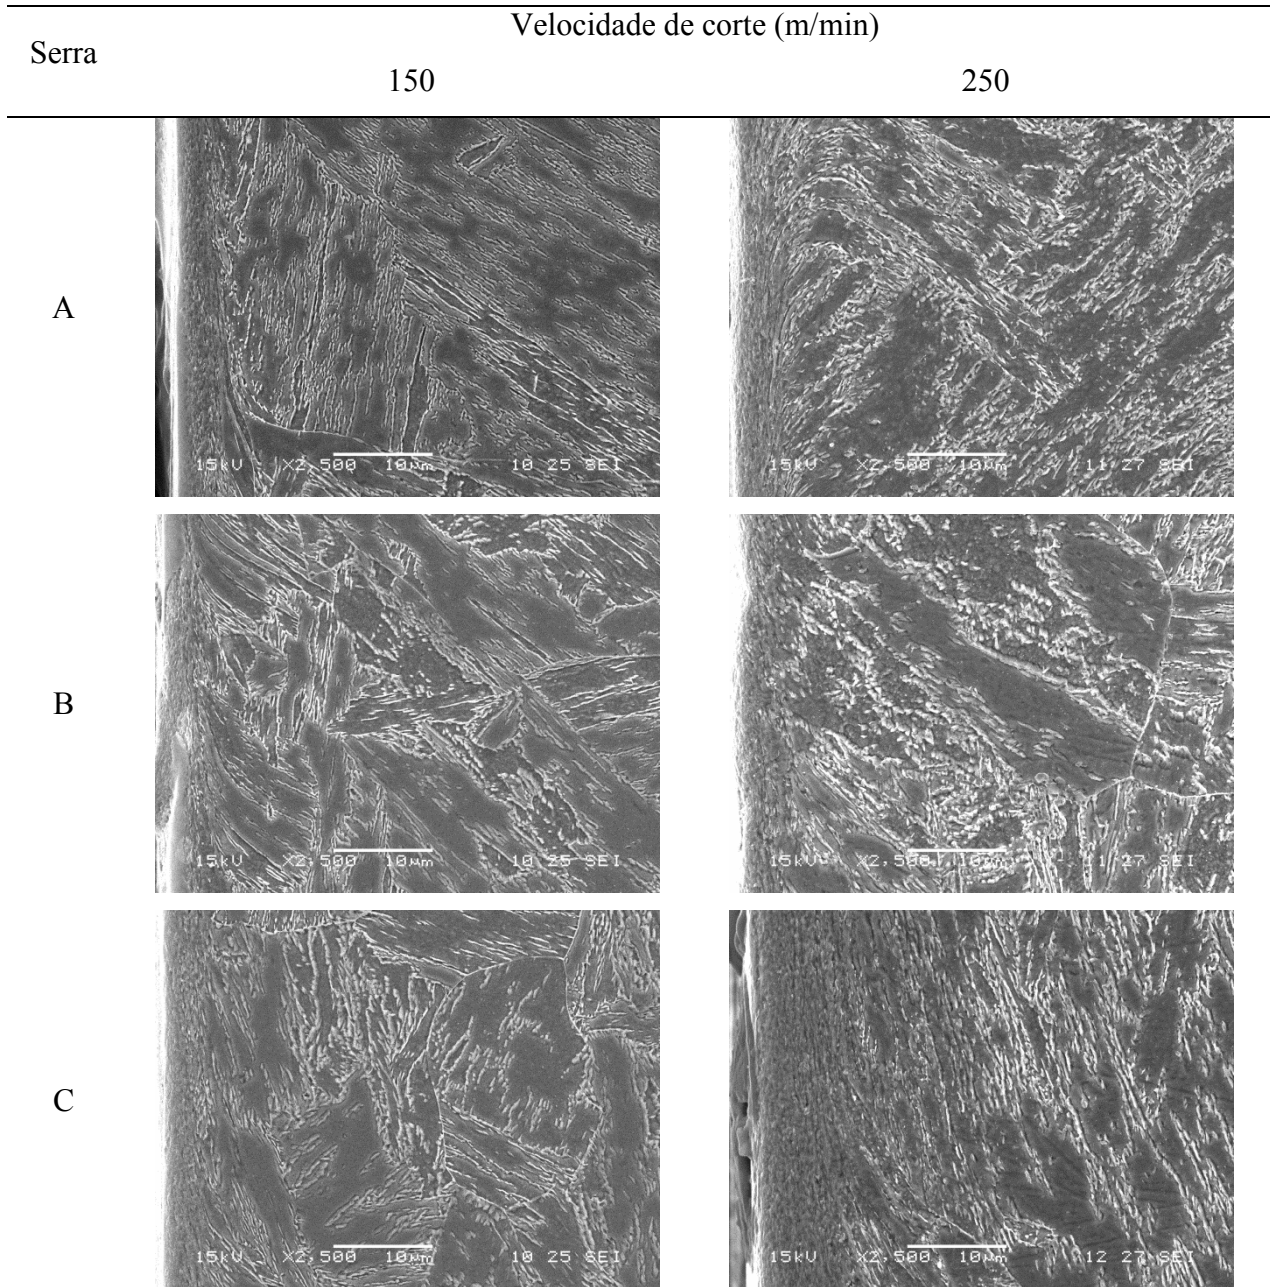 Velocidade de corte (m/min)
Serra
150
250
A
15kV X2,500 10µm 10 25 SEI
15kV X2,500 10µm 11 27 SEI
B
15kV X2,500 10µm 10 25 SEI
15kV X2,500 10µm 11 27 SEI
C
15kV X2,500 10µm 10 25 SEI
15kV X2,500 10µm 12 27 SEI